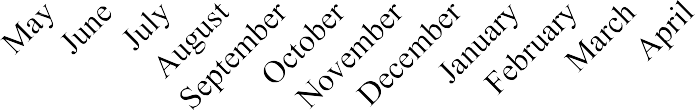 May
June
July
August
September
October
November
December
January
February
March
April